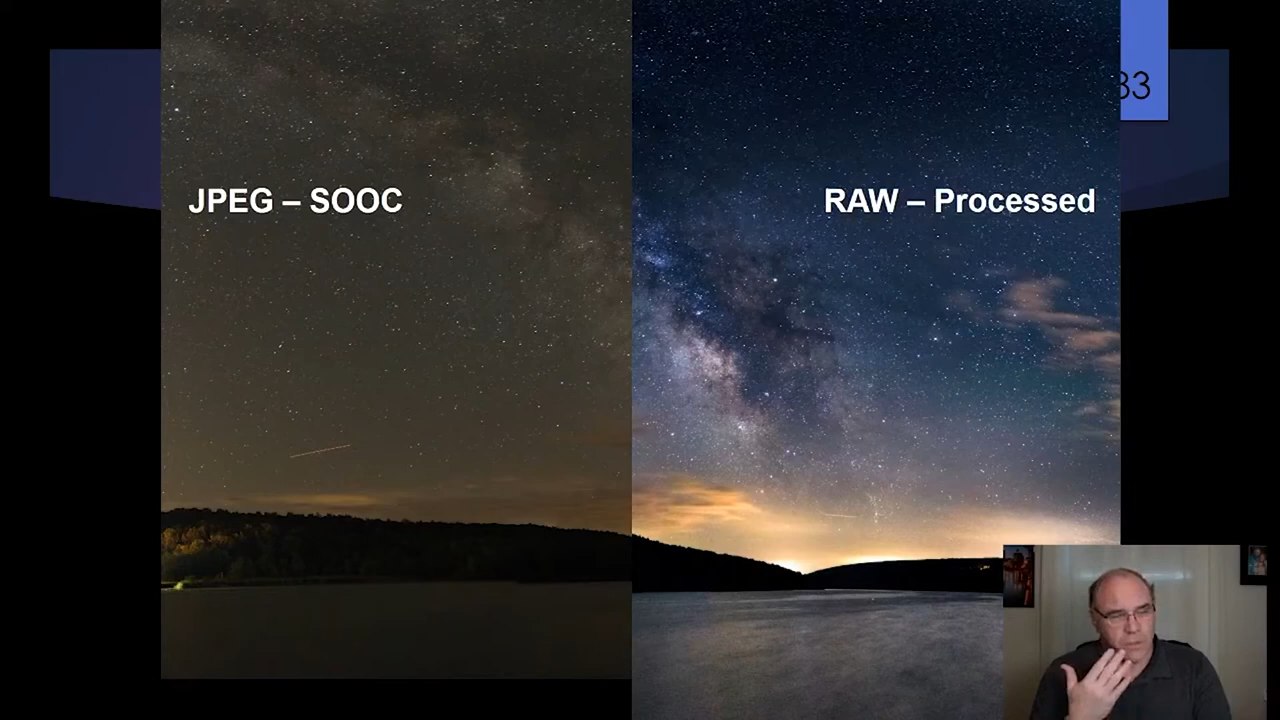 JPEG – SOOC
RAW – Processed